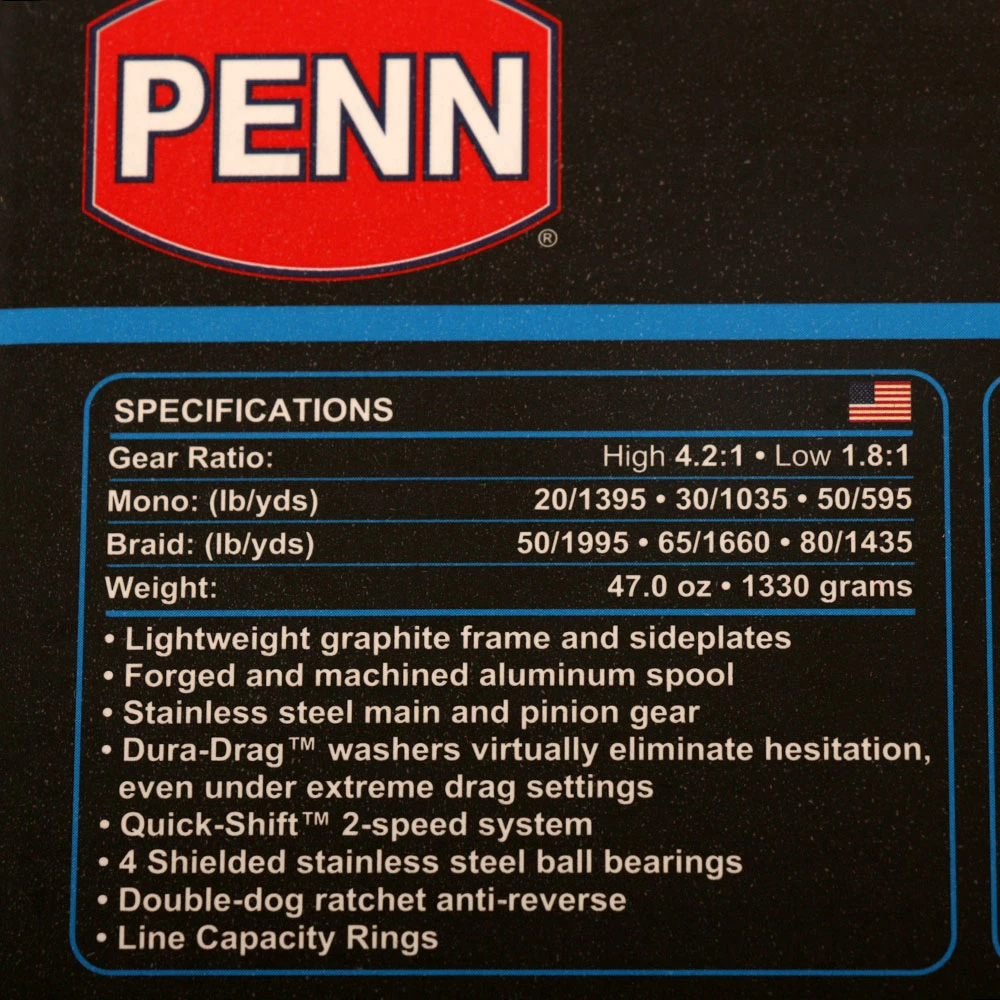 PENN
®
SPECIFICATIONS
Gear Ratio: High 4.2:1 • Low 1.8:1
Mono: (lb/yds) 20/1395 • 30/1035 • 50/595
Braid: (lb/yds) 50/1995 • 65/1660 • 80/1435
Weight: 47.0 oz • 1330 grams
• Lightweight graphite frame and sideplates
• Forged and machined aluminum spool
• Stainless steel main and pinion gear
• Dura-Drag™ washers virtually eliminate hesitation,
even under extreme drag settings
• Quick-Shift™ 2-speed system
• 4 Shielded stainless steel ball bearings
• Double-dog ratchet anti-reverse
• Line Capacity Rings